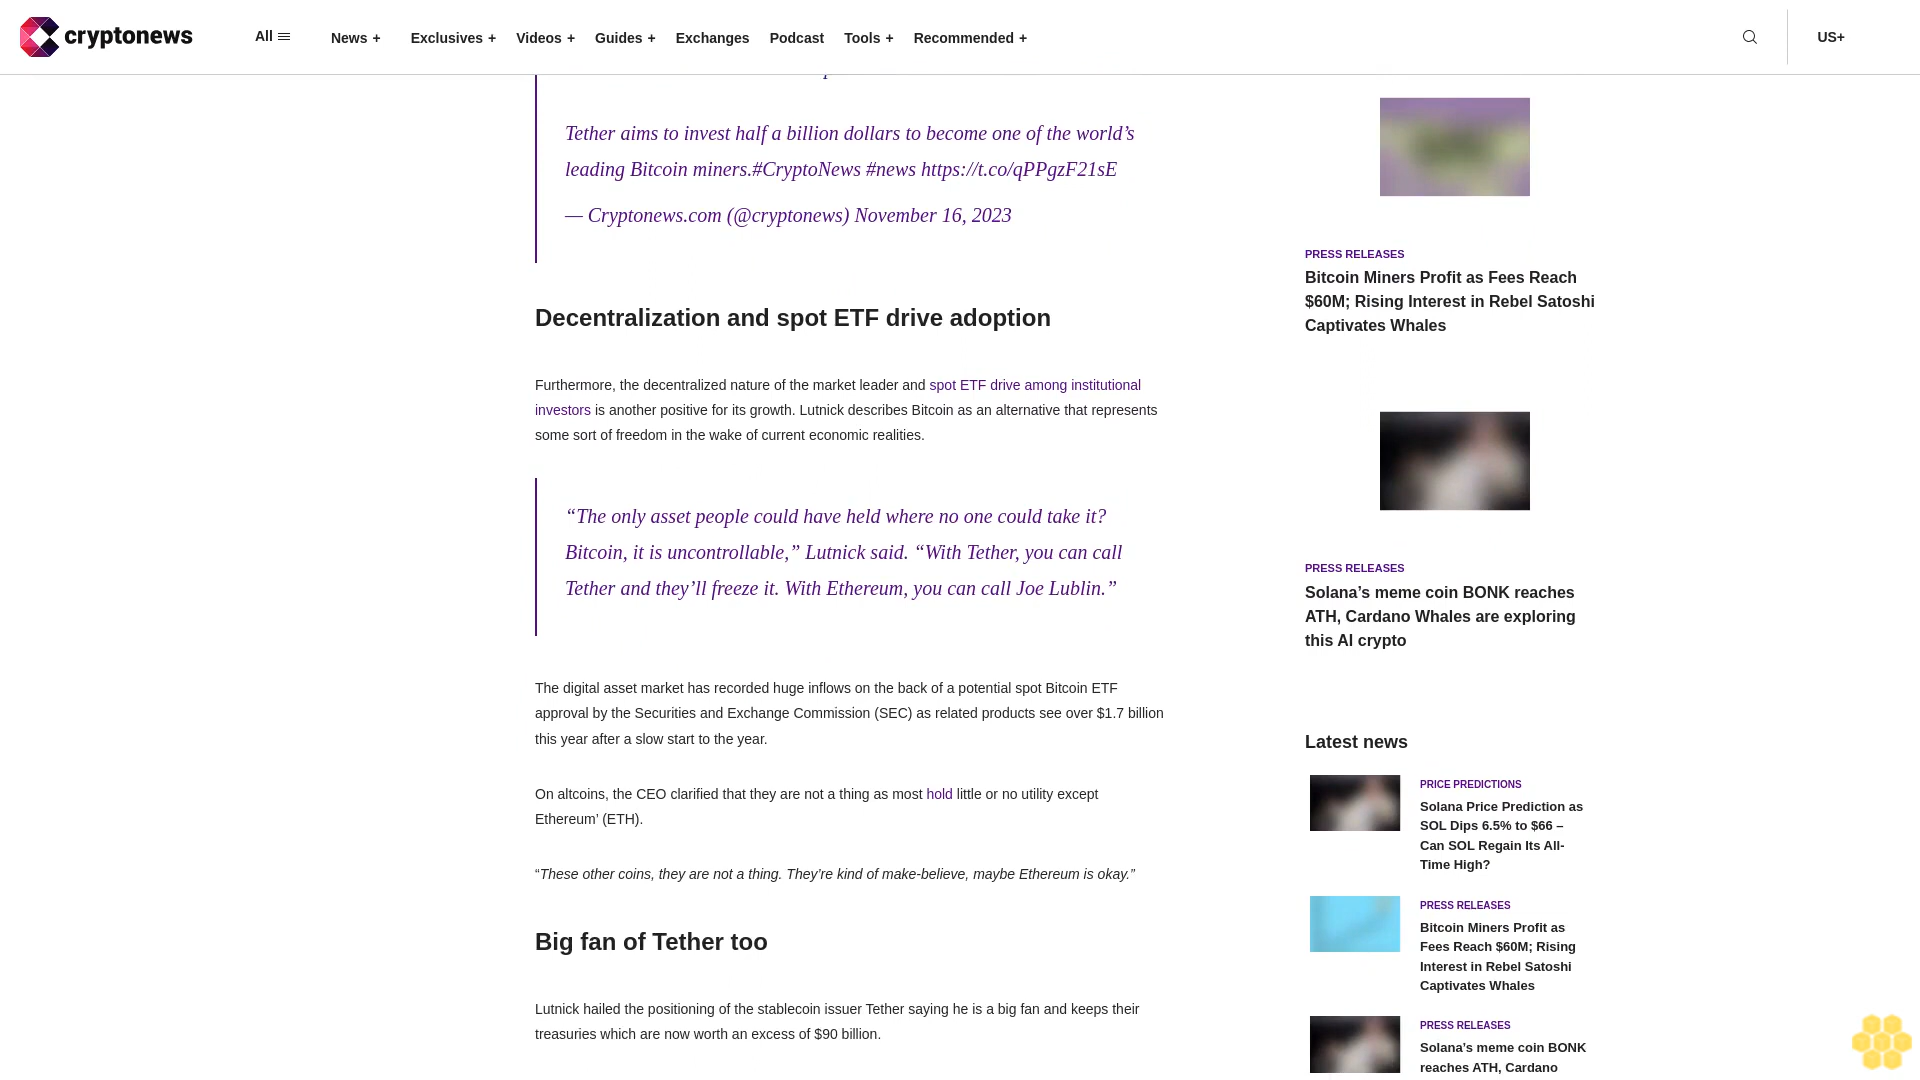 cryptonews
All
News +
Exclusives +
Videos +
Guides +
Exchanges
Podcast
Tools +
Recommended +
US+
Tether aims to invest half a billion dollars to become one of the world’s
leading Bitcoin miners.#CryptoNews #news https://t.co/qPPgzF21sE
— Cryptonews.com (@cryptonews) November 16, 2023
Decentralization and spot ETF drive adoption
Furthermore, the decentralized nature of the market leader and spot ETF drive among institutional
investors is another positive for its growth. Lutnick describes Bitcoin as an alternative that represents
some sort of freedom in the wake of current economic realities.
“The only asset people could have held where no one could take it?
Bitcoin, it is uncontrollable,” Lutnick said. “With Tether, you can call
Tether and they’ll freeze it. With Ethereum, you can call Joe Lublin.”
The digital asset market has recorded huge inflows on the back of a potential spot Bitcoin ETF
approval by the Securities and Exchange Commission (SEC) as related products see over $1.7 billion
this year after a slow start to the year.
On altcoins, the CEO clarified that they are not a thing as most hold little or no utility except
Ethereum’ (ETH).
“These other coins, they are not a thing. They’re kind of make-believe, maybe Ethereum is okay.”
Big fan of Tether too
Lutnick hailed the positioning of the stablecoin issuer Tether saying he is a big fan and keeps their
treasuries which are now worth an excess of $90 billion.
PRESS RELEASES
Bitcoin Miners Profit as Fees Reach
$60M; Rising Interest in Rebel Satoshi
Captivates Whales
PRESS RELEASES
Solana’s meme coin BONK reaches
ATH, Cardano Whales are exploring
this AI crypto
Latest news
PRICE PREDICTIONS
Solana Price Prediction as
SOL Dips 6.5% to $66 –
Can SOL Regain Its All-
Time High?
PRESS RELEASES
Bitcoin Miners Profit as
Fees Reach $60M; Rising
Interest in Rebel Satoshi
Captivates Whales
PRESS RELEASES
Solana’s meme coin BONK
reaches ATH, Cardano